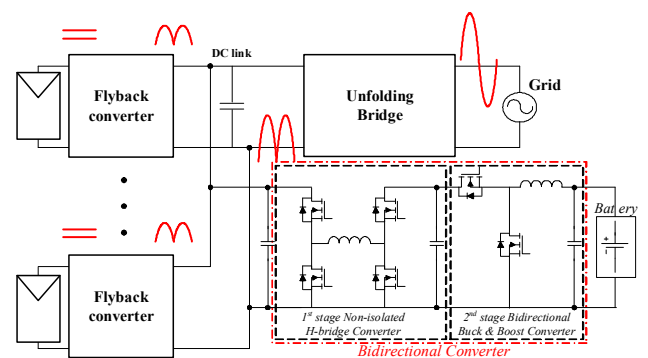 DC link
Flyback
converter
Unfolding
Bridge
Grid
Battery
Flyback
converter
1st stage Non-isolated
H-bridge Converter
2nd stage Bidirectional
Buck & Boost Converter
Bidirectional Converter